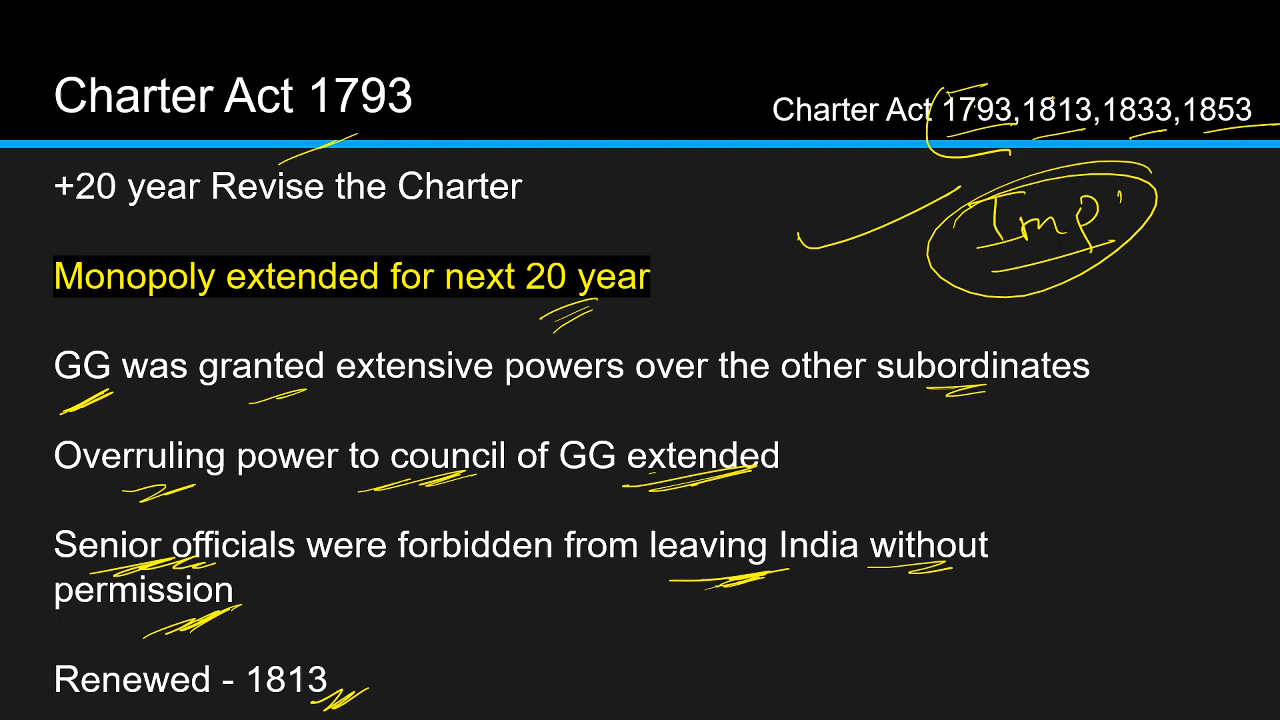 Charter Act 1793
Charter Act 1793,1813,1833,1853
+20 year Revise the Charter
Imp
Monopoly extended for next 20 year
GG was granted extensive powers over the other subordinates
Overruling power to council of GG extended
Senior officials were forbidden from leaving India without
permission
Renewed - 1813